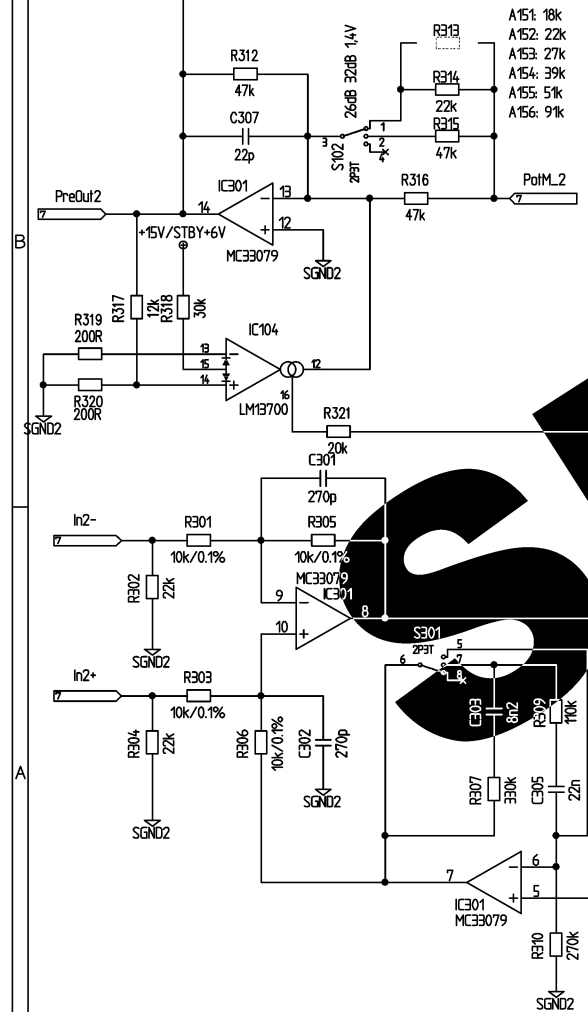 A151: 18k
A152: 22k
A153: 27k
A154: 39k
A155: 51k
A156: 91k
R313
R312
47k
26dB 32dB 1,4V
R314
22k
C307
22p
S102
2P3T
3
1
2
4
R315
47k
PreOut2
7
14
IC301
13
12
MC33079
R316
47k
PotM_2
7
+15V/STBY+6V
SGND2
B
R317
12k
R318
30k
R319
200R
IC104
13
15
14
12
16
LM13700
R320
200R
SGND2
R321
20k
C301
270p
In2-
7
R301
10k/0.1%
R305
10k/0.1%
R302
22k
MC33079
IC301
9
10
8
SGND2
S301
2P3T
6
5
7
8
In2+
7
R303
10k/0.1%
R304
22k
R306
10k/0.1%
C302
270p
C303
8n2
R309
110k
A
R307
330k
C305
22n
SGND2
SGND2
7
6
5
IC301
MC33079
R310
270k
SGND2